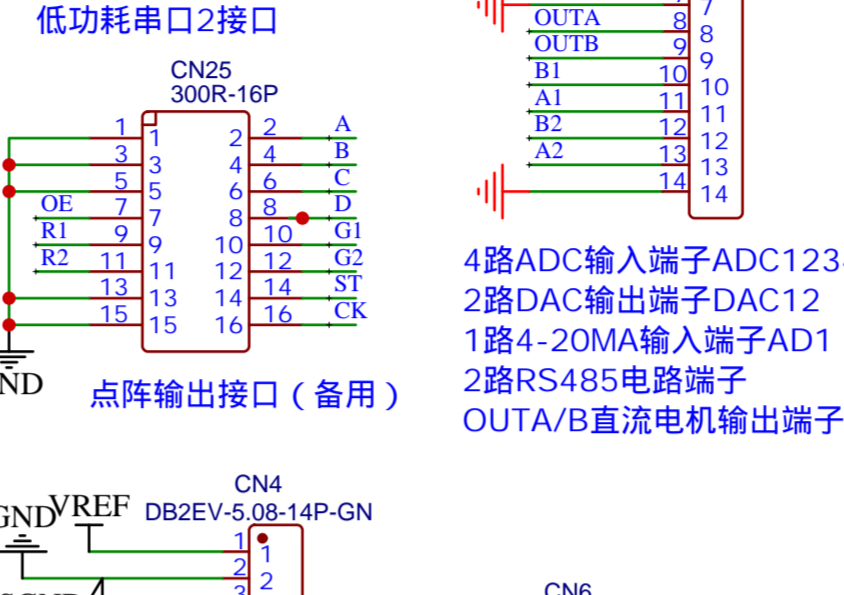 低功耗串口2接口
CN25
300R-16P
1 1 2 2 A
3 3 4 4 B
5 5 6 6 C
OE 7 7 8 8 D
R1 9 9 10 10 G1
R2 11 11 12 12 G2
13 13 14 14 ST
15 15 16 16 CK
ND
点阵输出接口（备用）
7
OUTA 8 8
OUTB 9 9
B1 10 10
A1 11 11
B2 12 12
A2 13 13
14 14
4路ADC输入端子ADC123
2路DAC输出端子DAC12
1路4-20MA输入端子AD1
2路RS485电路端子
OUTA/B直流电机输出端子
CN4
DB2EV-5.08-14P-GN
GND VREF
1 1
2 2
3
CN6